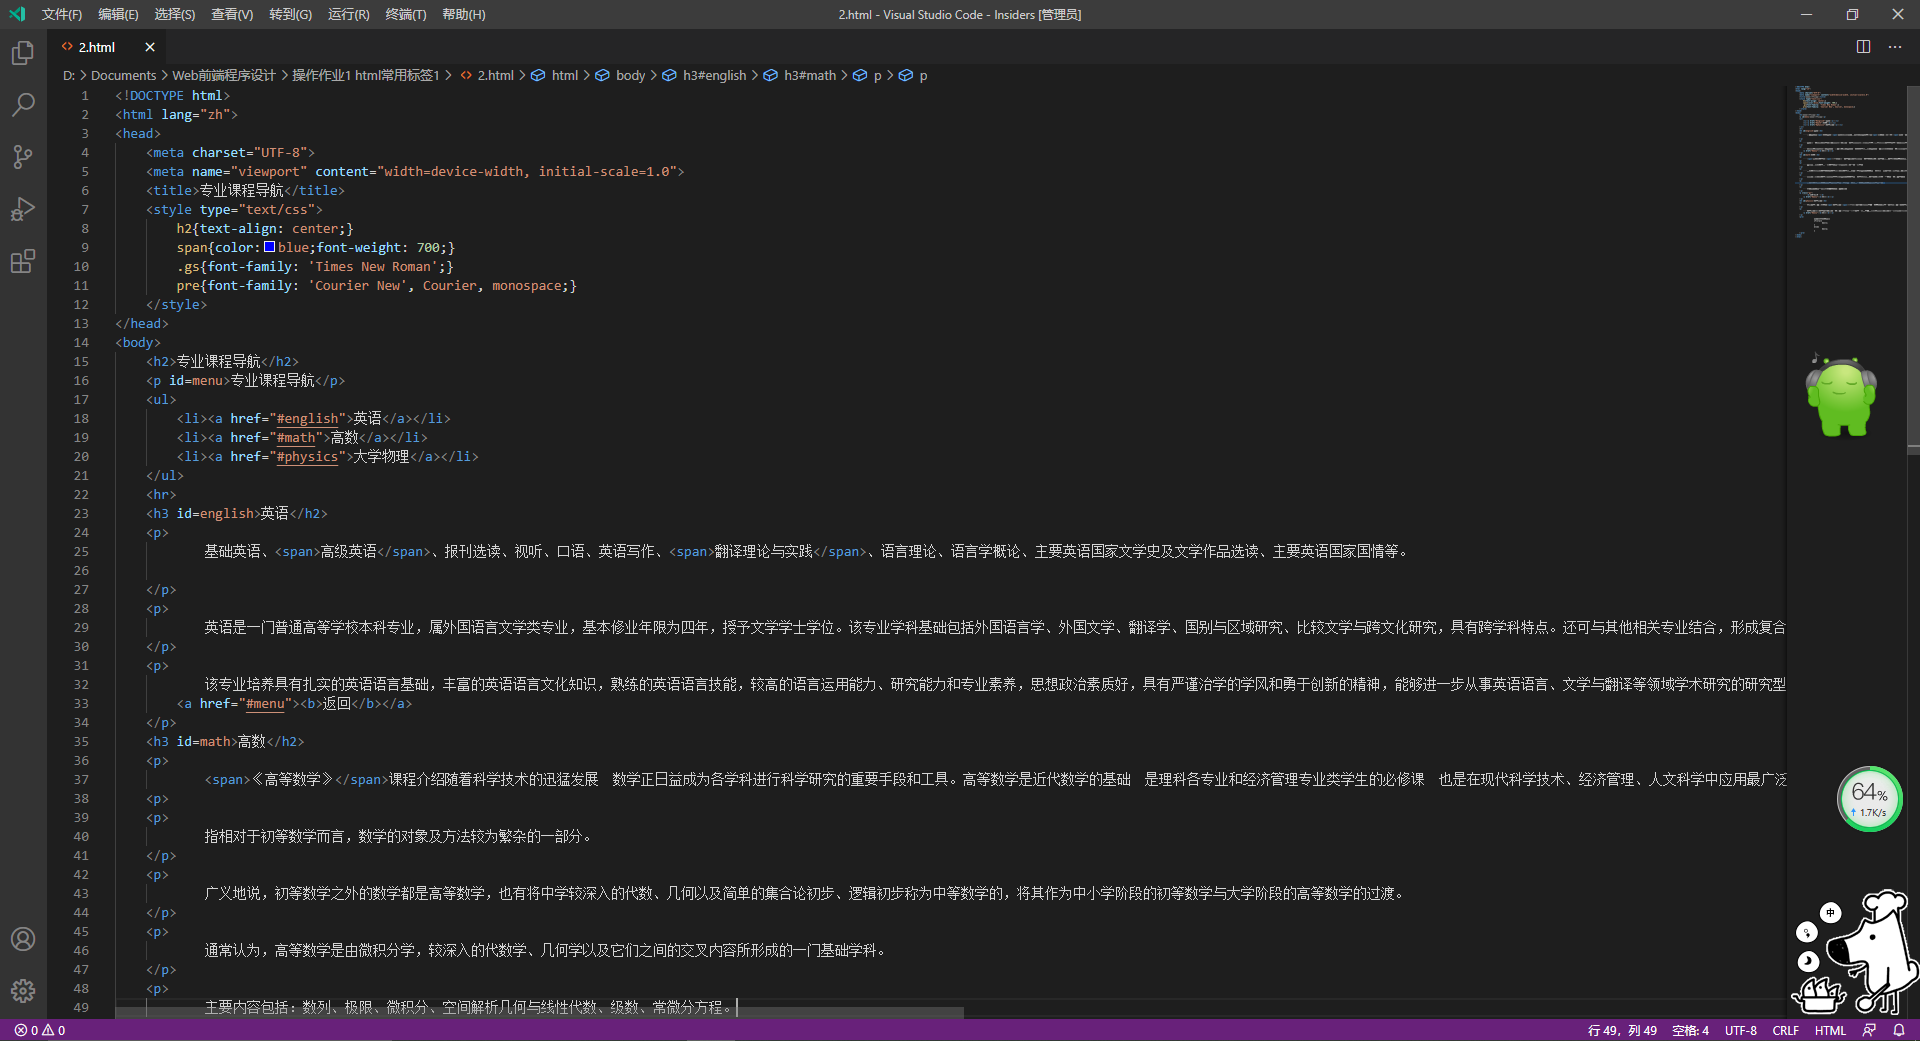 文件(F) 编辑(E) 选择(S) 查看(V) 转到(G) 运行(R) 终端(T) 帮助(H) 2.html - Visual Studio Code - Insiders [管理员]
2.html
D: > Documents > Web前端程序设计 > 操作作业1 html常用标签1 > 2.html > html > body > h3#english > h3#math > p > p
1 <!DOCTYPE html>
2 <html lang="zh">
3 <head>
4 <meta charset="UTF-8">
5 <meta name="viewport" content="width=device-width, initial-scale=1.0">
6 <title>专业课程导航</title>
7 <style type="text/css">
8 h2{text-align: center;}
9 span{color:blue;font-weight: 700;}
10 .gs{font-family: 'Times New Roman';}
11 pre{font-family: 'Courier New', Courier, monospace;}
12 </style>
13 </head>
14 <body>
15 <h2>专业课程导航</h2>
16 <p id=menu>专业课程导航</p>
17 <ul>
18 <li><a href="#english">英语</a></li>
19 <li><a href="#math">高数</a></li>
20 <li><a href="#physics">大学物理</a></li>
21 </ul>
22 <hr>
23 <h3 id=english>英语</h2>
24 <p>
25 基础英语、<span>高级英语</span>、报刊选读、视听、口语、英语写作、<span>翻译理论与实践</span>、语言理论、语言学概论、主要英语国家文学史及文学作品选读、主要英语国家国情等。
26
27 </p>
28 <p>
29 英语是一门普通高等学校本科专业，属外国语言文学类专业，基本修业年限为四年，授予文学学士学位。该专业学科基础包括外国语言学、外国文学、翻译学、国别与区域研究、比较文学与跨文化研究，具有跨学科特点。还可与其他相关专业结合，形成复合
30 </p>
31 <p>
32 该专业培养具有扎实的英语语言基础，丰富的英语语言文化知识，熟练的英语语言技能，较高的语言运用能力、研究能力和专业素养，思想政治素质好，具有严谨治学的学风和勇于创新的精神，能够进一步从事英语语言、文学与翻译等领域学术研究的研究型
33 <a href="#menu"><b>返回</b></a>
34 </p>
35 <h3 id=math>高数</h2>
36 <p>
37 <span>《高等数学》</span>课程介绍随着科学技术的迅猛发展　数学正日益成为各学科进行科学研究的重要手段和工具。高等数学是近代数学的基础　是理科各专业和经济管理专业类学生的必修课　也是在现代科学技术、经济管理、人文科学中应用最广泛
38 <p>
39 <p>
40 指相对于初等数学而言，数学的对象及方法较为繁杂的一部分。
41 </p>
42 <p>
43 广义地说，初等数学之外的数学都是高等数学，也有将中学较深入的代数、几何以及简单的集合论初步、逻辑初步称为中等数学的，将其作为中小学阶段的初等数学与大学阶段的高等数学的过渡。
44 </p>
45 <p>
46 通常认为，高等数学是由微积分学，较深入的代数学、几何学以及它们之间的交叉内容所形成的一门基础学科。
47 </p>
48 <p>
49 主要内容包括：数列、极限、微积分、空间解析几何与线性代数、级数、常微分方程。
64%
1.7K/s
中
0 0 行 49，列 49 空格: 4 UTF-8 CRLF HTML